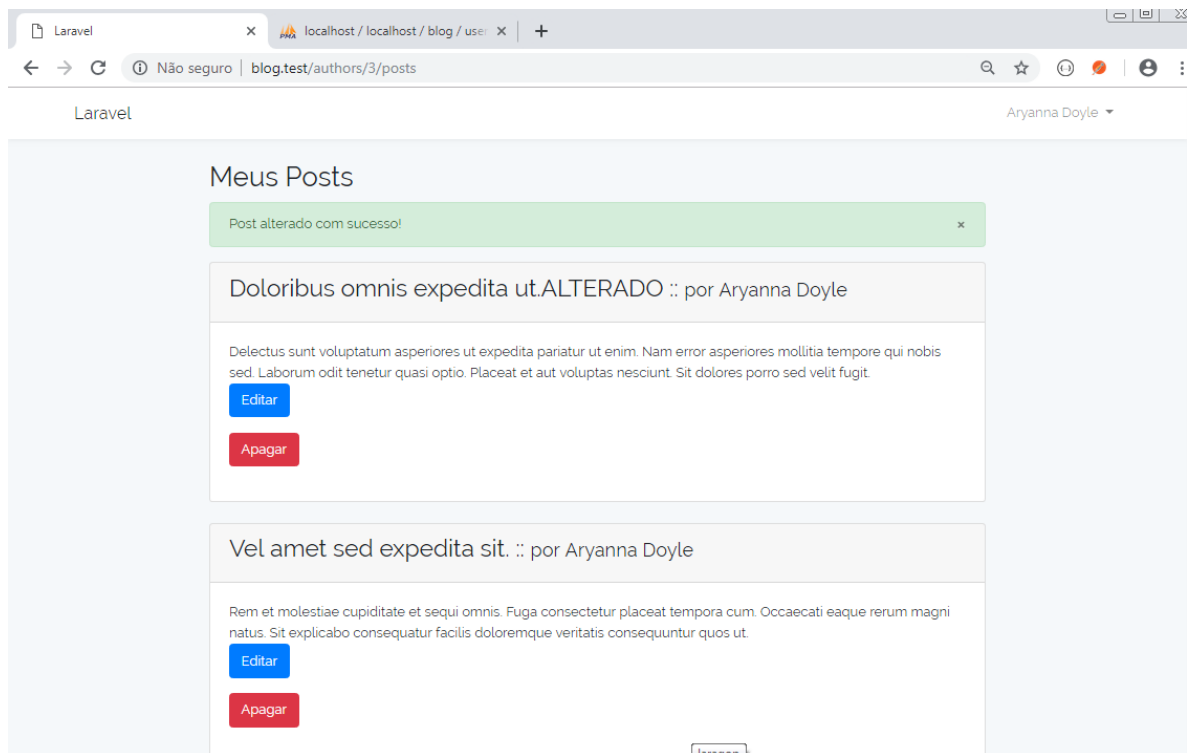 Laravel
localhost / localhost / blog / user
Não seguro | blog.test/authors/3/posts
Laravel
Aryanna Doyle
Meus Posts
Post alterado com sucesso!
×
Doloribus omnis expedita ut.ALTERADO :: por Aryanna Doyle
Delectus sunt voluptatum asperiores ut expedita pariatur ut enim. Nam error asperiores mollitia tempore qui nobis
sed. Laborum odit tenetur quasi optio. Placeat et aut voluptas nesciunt. Sit dolores porro sed velit fugit.
Editar
Apagar
Vel amet sed expedita sit. :: por Aryanna Doyle
Rem et molestiae cupiditate et sequi omnis. Fuga consectetur placeat tempora cum. Occaecati eaque rerum magni
natus. Sit explicabo consequatur facilis doloremque veritatis consequuntur quos ut.
Editar
Apagar